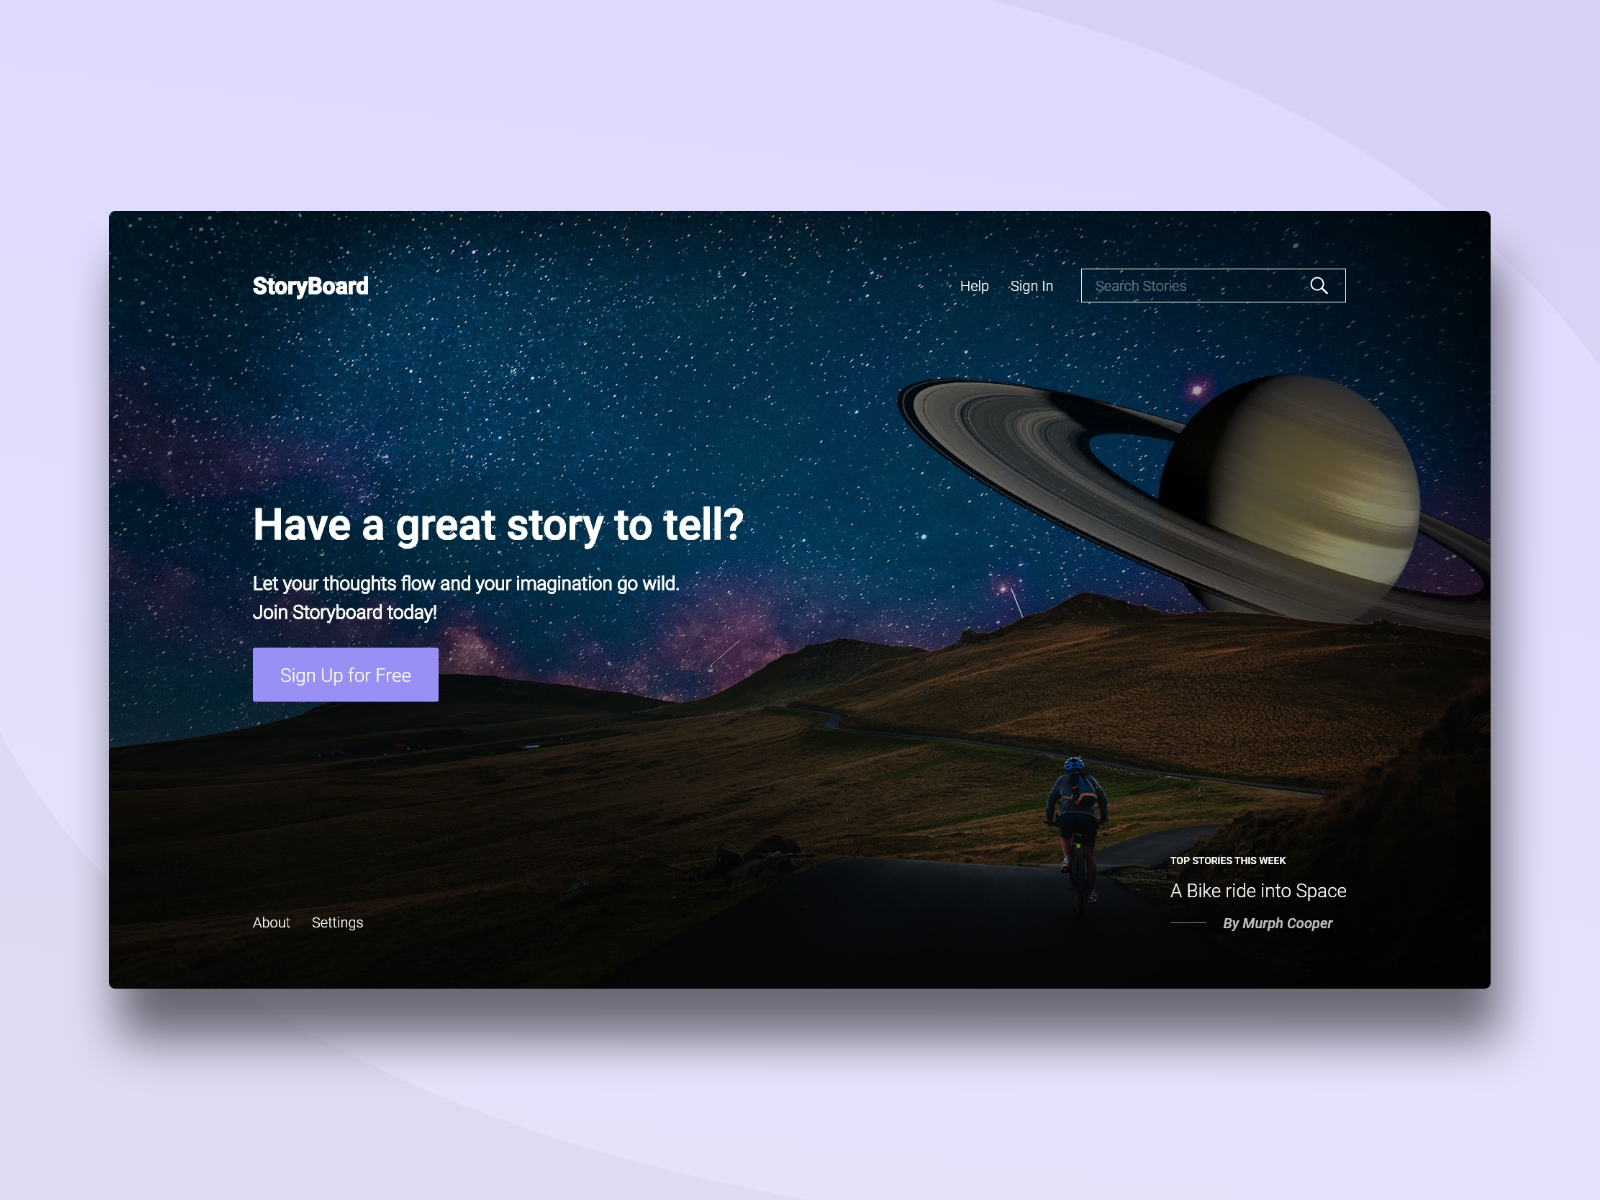 StoryBoard
Help
Sign In
Search Stories
Have a great story to tell?
Let your thoughts flow and your imagination go wild.
Join Storyboard today!
Sign Up for Free
TOP STORIES THIS WEEK
A Bike ride into Space
By Murph Cooper
About
Settings